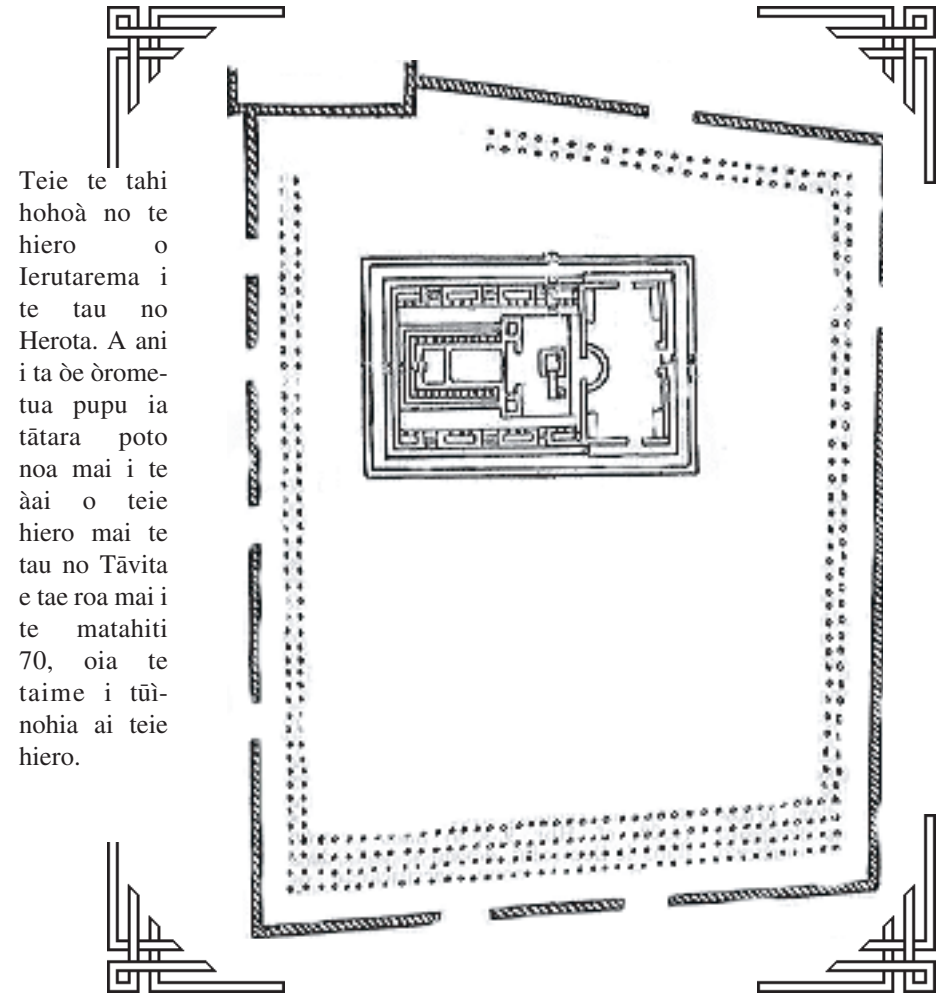 Teie te tahi
hohoà no te
hiero o
Ierutarema i
te tau no
Herota. A ani
i ta òe òrome-
tua pupu ia
tātara poto
noa mai i te
àai o teie
hiero mai te
tau no Tāvita
e tae roa mai i
te matahiti
70, oia te
taime i tūì-
nohia ai teie
hiero.